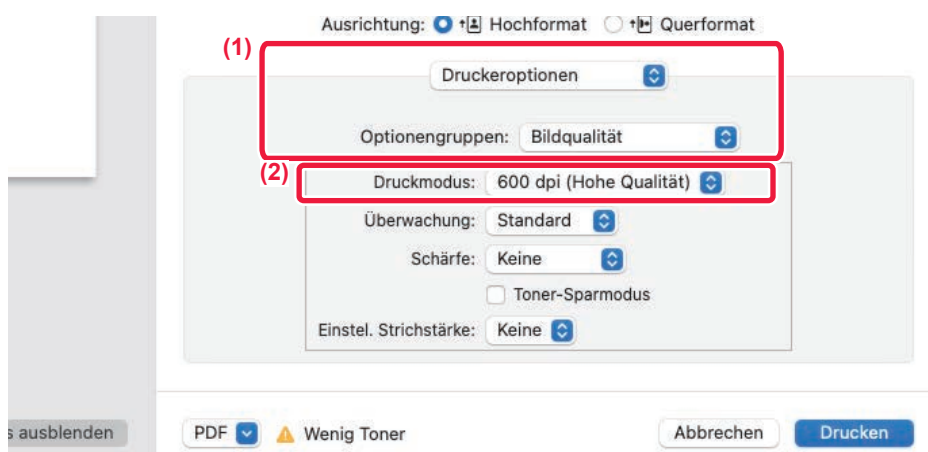 Ausrichtung: Hochformat Querformat
(1)
Druckeroptionen
Optionengruppen: Bildqualität
(2)
Druckmodus: 600 dpi (Hohe Qualität)
Überwachung: Standard
Schärfe: Keine
Toner-Sparmodus
Einstel. Strichstärke: Keine
s ausblenden PDF Wenig Toner Abbrechen Drucken